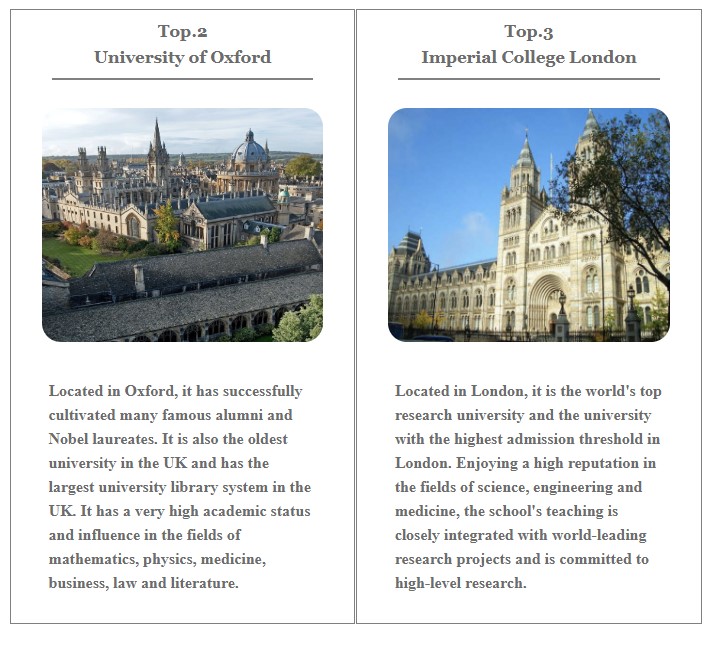 Top.2
University of Oxford
Located in Oxford, it has successfully
cultivated many famous alumni and
Nobel laureates. It is also the oldest
university in the UK and has the
largest university library system in the
UK. It has a very high academic status
and influence in the fields of
mathematics, physics, medicine,
business, law and literature.
Top.3
Imperial College London
Located in London, it is the world's top
research university and the university
with the highest admission threshold in
London. Enjoying a high reputation in
the fields of science, engineering and
medicine, the school's teaching is
closely integrated with world-leading
research projects and is committed to
high-level research.